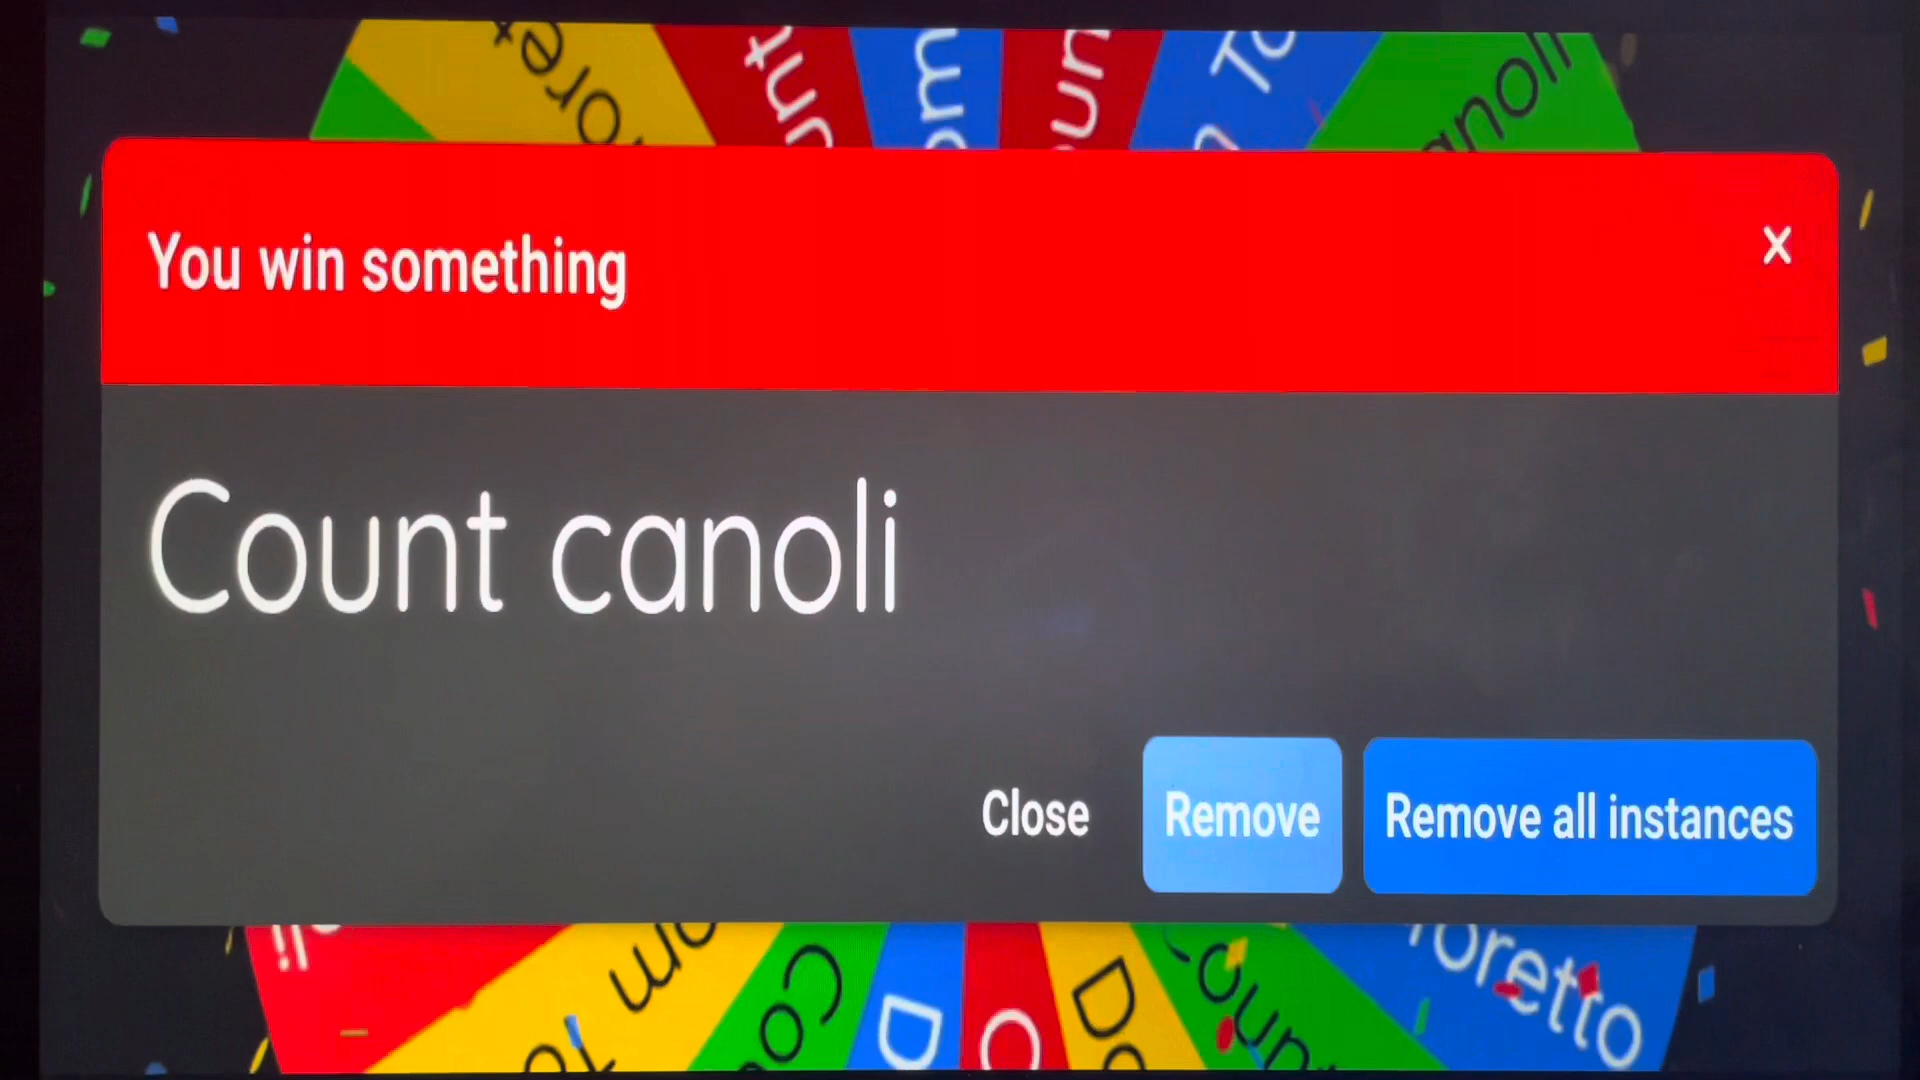 You win something
x
Count canoli
Close
Remove
Remove all instances